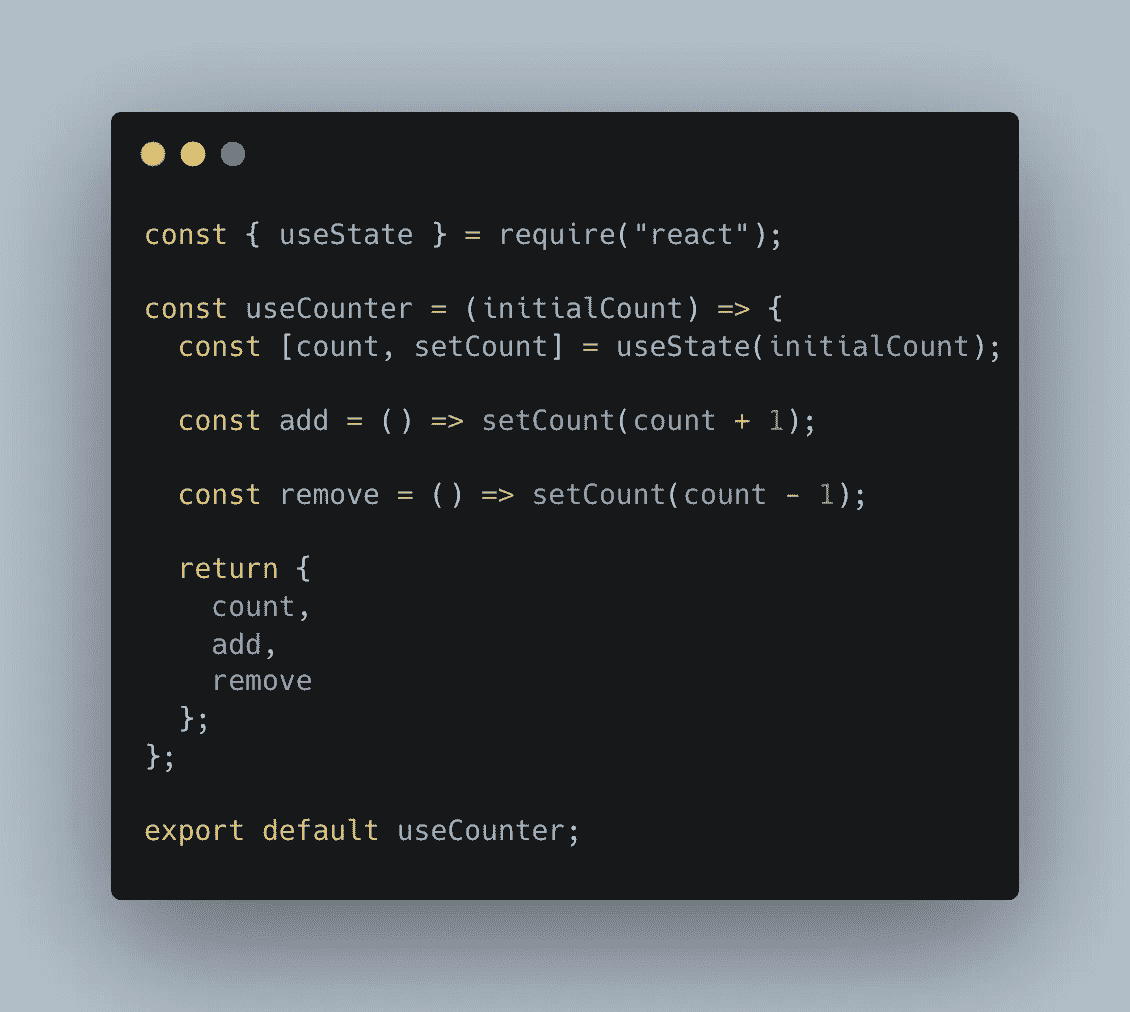 const { useState } = require("react");
const useCounter = (initialCount) => {
  const [count, setCount] = useState(initialCount);
  const add = () => setCount(count + 1);
  const remove = () => setCount(count - 1);
  return {
    count,
    add,
    remove
  };
};
export default useCounter;